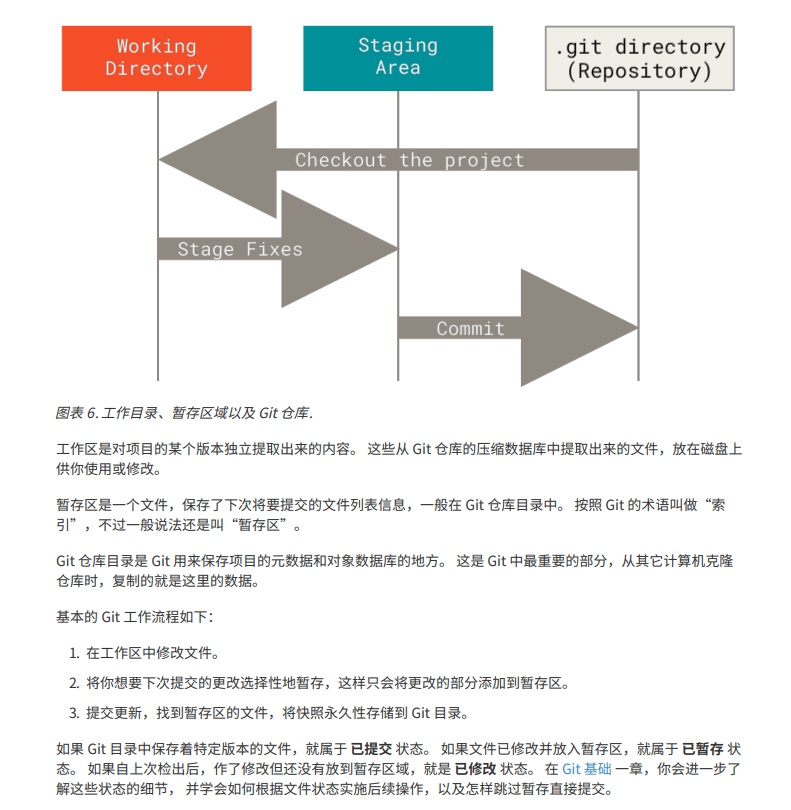 Working
Directory
Staging
Area
.git directory
(Repository)
Checkout the project
Stage Fixes
Commit
图表 6. 工作目录、暂存区域以及 Git 仓库.
工作区是对项目的某个版本独立提取出来的内容。 这些从 Git 仓库的压缩数据库中提取出来的文件，放在磁盘上
供你使用或修改。
暂存区是一个文件，保存了下次将要提交的文件列表信息，一般在 Git 仓库目录中。 按照 Git 的术语叫做“索
引”，不过一般说法还是叫“暂存区”。
Git 仓库目录是 Git 用来保存项目的元数据和对象数据库的地方。 这是 Git 中最重要的部分，从其它计算机克隆
仓库时，复制的就是这里的数据。
基本的 Git 工作流程如下：
1. 在工作区中修改文件。
2. 将你想要下次提交的更改选择性地暂存，这样只会将更改的部分添加到暂存区。
3. 提交更新，找到暂存区的文件，将快照永久性存储到 Git 目录。
如果 Git 目录中保存着特定版本的文件，就属于 已提交 状态。 如果文件已修改并放入暂存区，就属于 已暂存 状
态。 如果自上次检出后，作了修改但还没有放到暂存区域，就是 已修改 状态。 在 Git 基础 一章，你会进一步了
解这些状态的细节， 并学会如何根据文件状态实施后续操作，以及怎样跳过暂存直接提交。